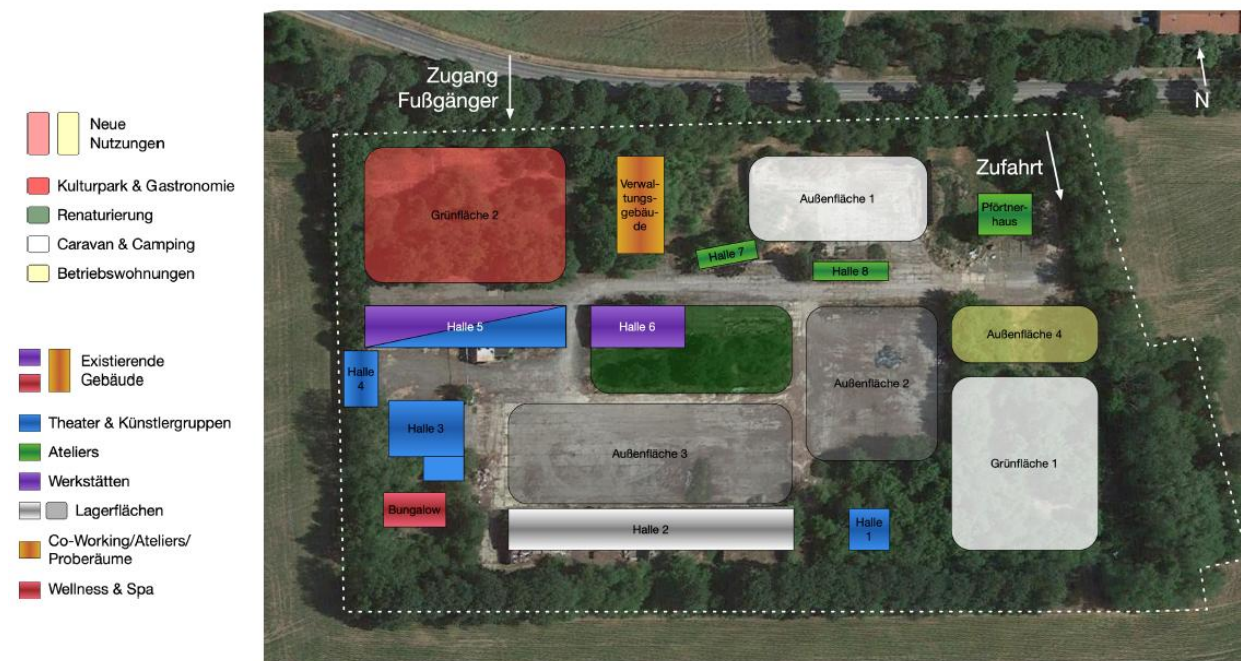 Neue
Nutzungen
Kulturpark & Gastronomie
Renaturierung
Caravan & Camping
Betriebswohnungen
Existierende
Gebäude
Theater & Künstlergruppen
Ateliers
Werkstätten
Lagerflächen
Co-Working/Ateliers/
Proberäume
Wellness & Spa
Zugang
Fußgänger
N
Zufahrt
Grünfläche 2
Verwal-
tungs-
gebäu-
de
Außenfläche 1
Pförtner-
haus
Halle 7
Halle 8
Halle 5
Halle 6
Außenfläche 4
Halle
4
Außenfläche 2
Halle 3
Außenfläche 3
Grünfläche 1
Bungalow
Halle 2
Halle
1